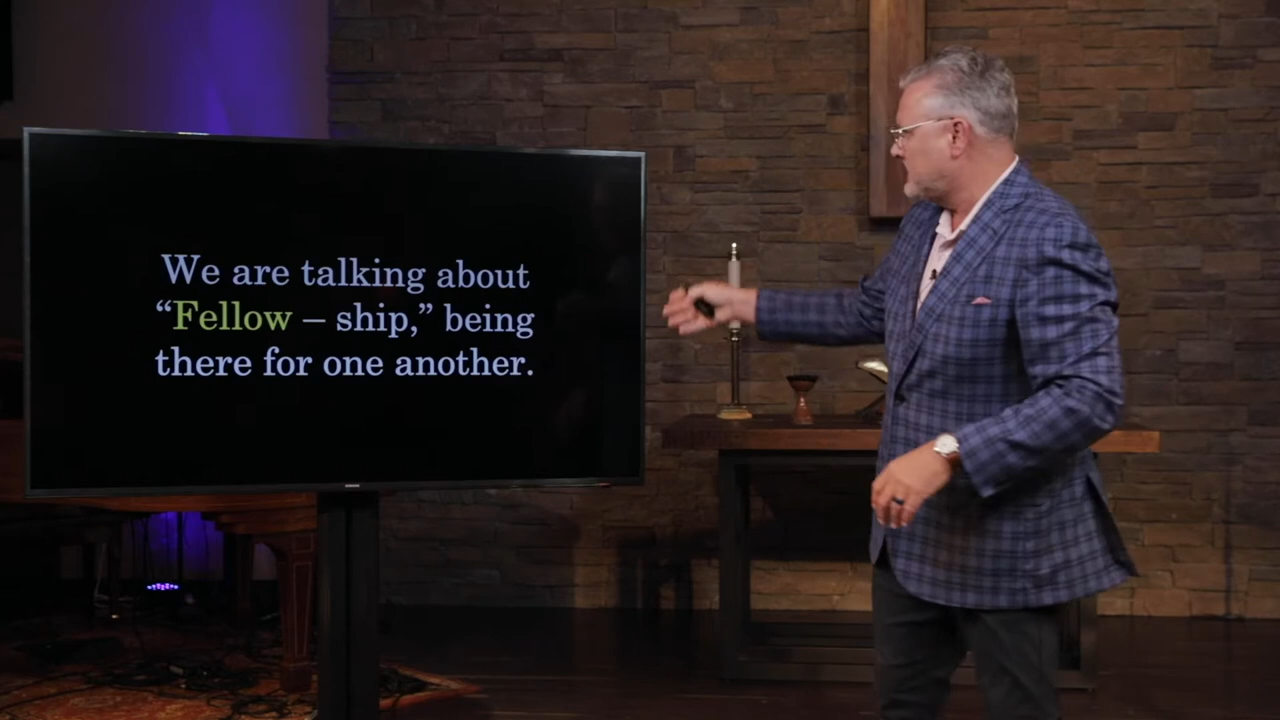 We are talking about
“Fellow – ship,” being
there for one another.